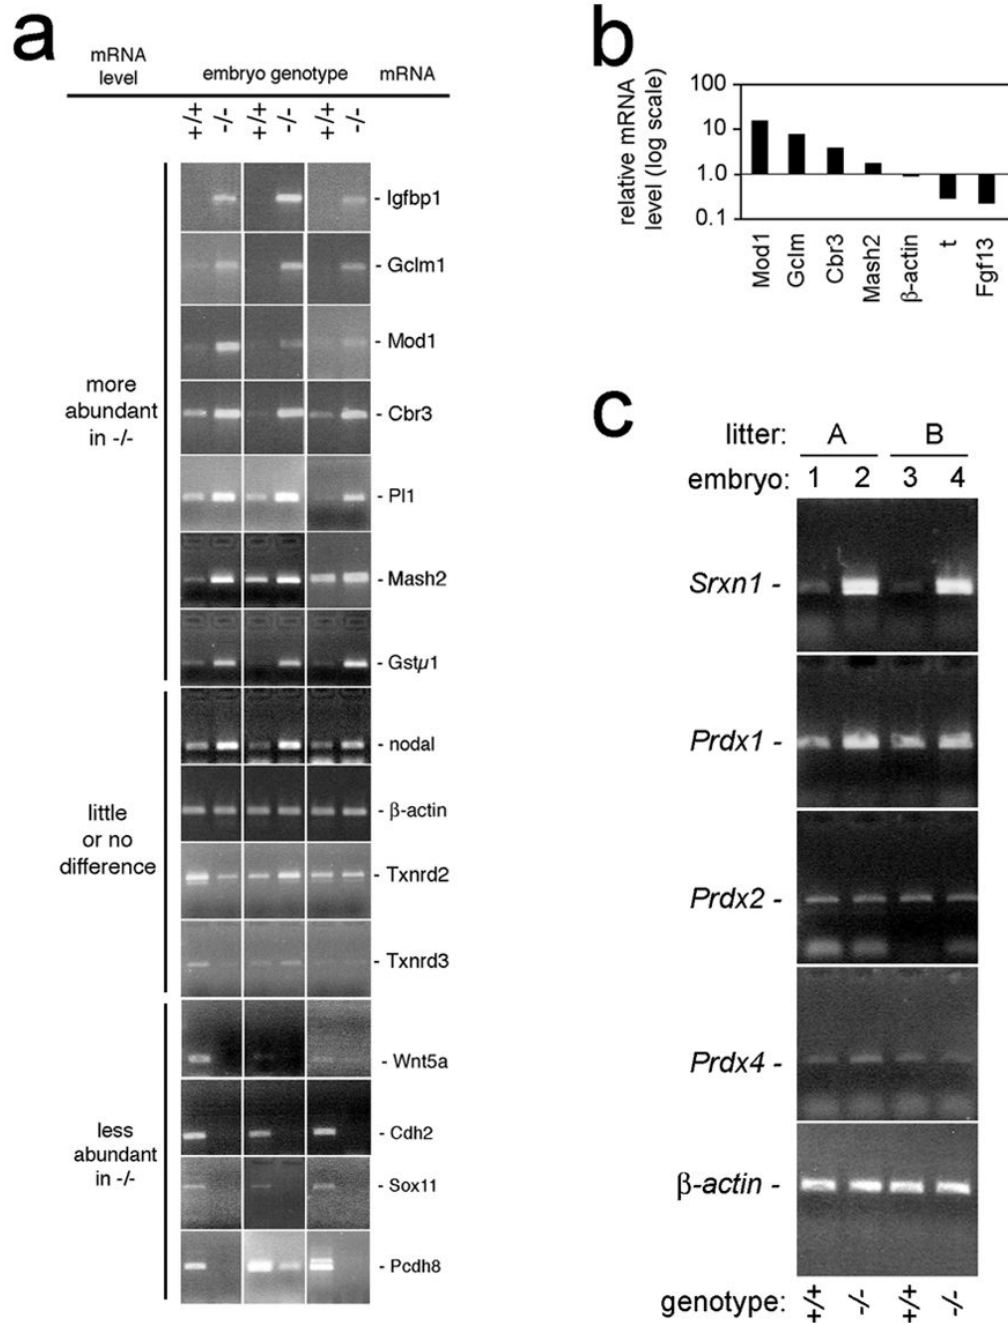 a
mRNA
level
embryo genotype
mRNA
+/+ -/- +/+ -/- +/+ -/-
more
abundant
in -/-
- Igfbp1
- Gclm1
- Mod1
- Cbr3
- Pl1
- Mash2
- Gstµ1
little
or no
difference
- nodal
- β-actin
- Txnrd2
- Txnrd3
less
abundant
in -/-
- Wnt5a
- Cdh2
- Sox11
- Pcdh8
b
relative mRNA
level (log scale)
100
10
1.0
0.1
Mod1 Gclm Cbr3 Mash2 β-actin t Fgf13
c
litter: A B
embryo: 1 2 3 4
Srxn1 -
Prdx1 -
Prdx2 -
Prdx4 -
β-actin -
genotype: +/+ -/- +/+ -/-